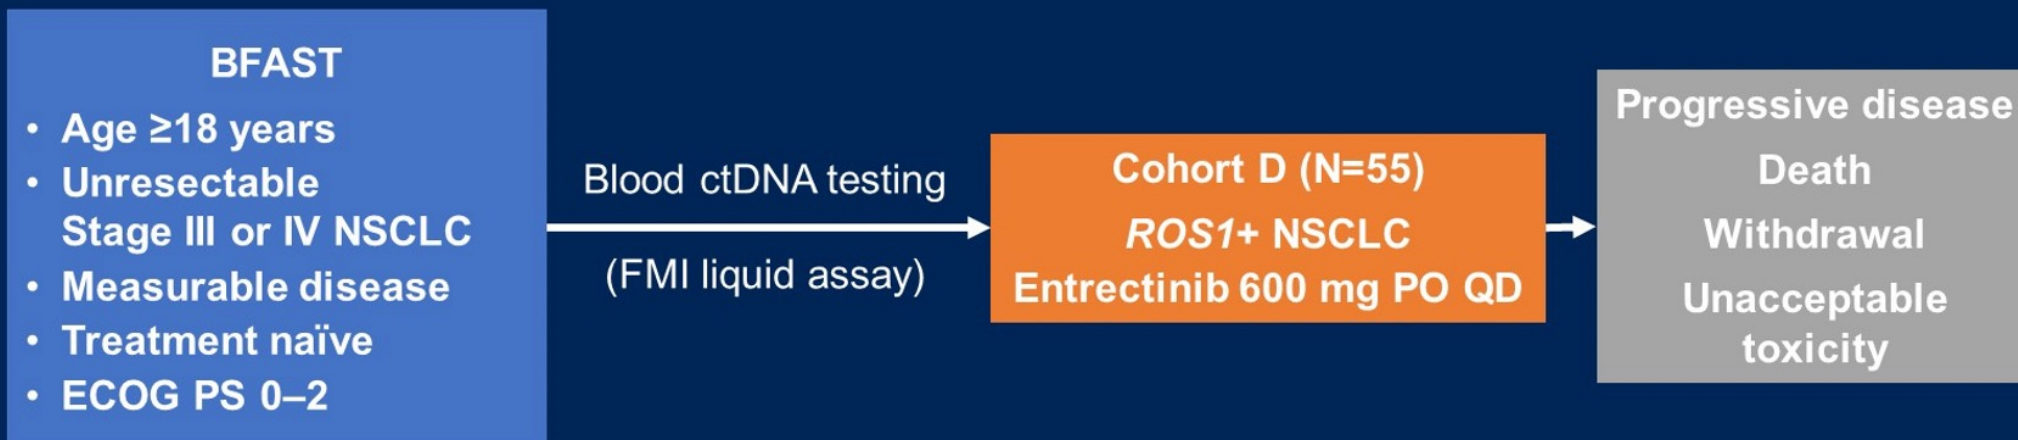 BFAST
• Age ≥18 years
• Unresectable
Stage III or IV NSCLC
• Measurable disease
• Treatment naïve
• ECOG PS 0–2
Blood ctDNA testing
(FMI liquid assay)
Cohort D (N=55)
ROS1+ NSCLC
Entrectinib 600 mg PO QD
Progressive disease
Death
Withdrawal
Unacceptable
toxicity